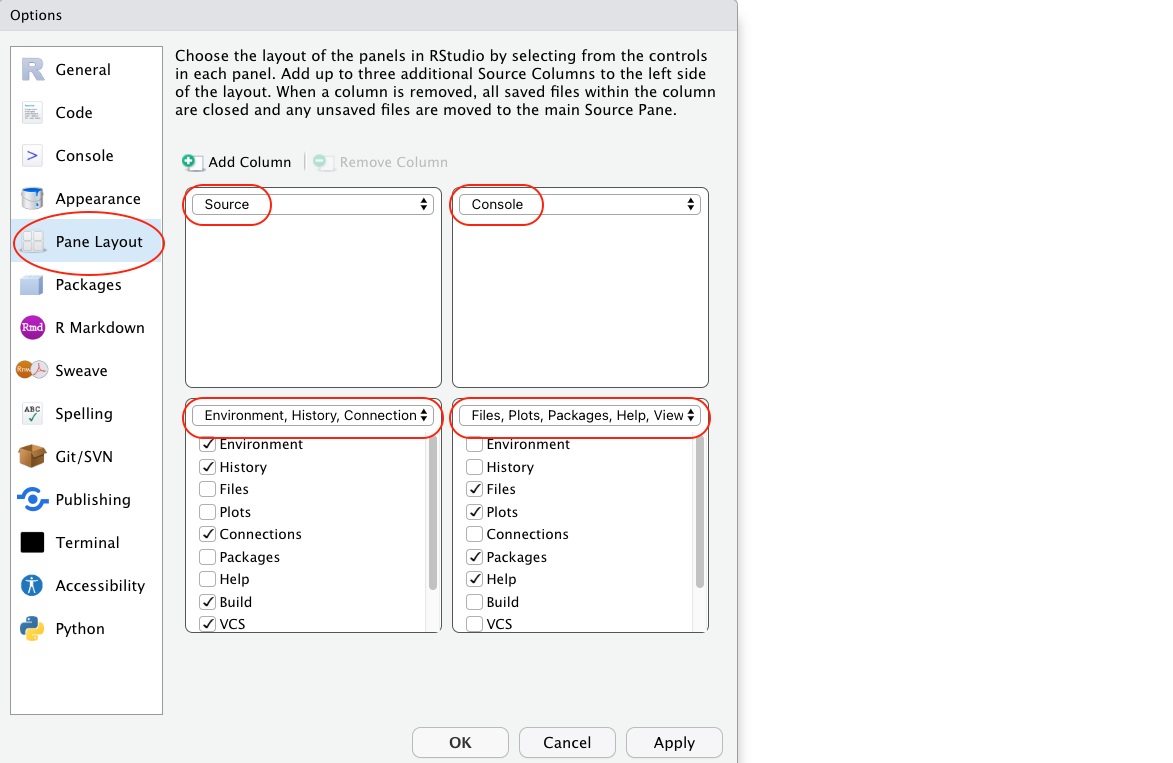 Options
General
Code
Console
Appearance
Pane Layout
Packages
Rmd R Markdown
Rnw Sweave
ABC Spelling
Git/SVN
Publishing
Terminal
Accessibility
Python
Choose the layout of the panels in RStudio by selecting from the controls
in each panel. Add up to three additional Source Columns to the left side
of the layout. When a column is removed, all saved files within the column
are closed and any unsaved files are moved to the main Source Pane.
Add Column Remove Column
Source
Console
Environment, History, Connection
Environment
History
Files
Plots
Connections
Packages
Help
Build
VCS
Files, Plots, Packages, Help, View
Environment
History
Files
Plots
Connections
Packages
Help
Build
VCS
OK Cancel Apply